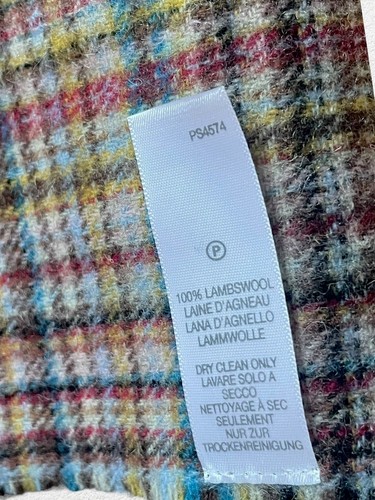 PS4574
P
100% LAMBSWOOL
LAINE D'AGNEAU
LANA D'AGNELLO
LAMMWOLLE
DRY CLEAN ONLY
LAVARE SOLO A
SECCO
NETTOYAGE À SEC
SEULEMENT
NUR ZUR
TROCKENREINIGUNG